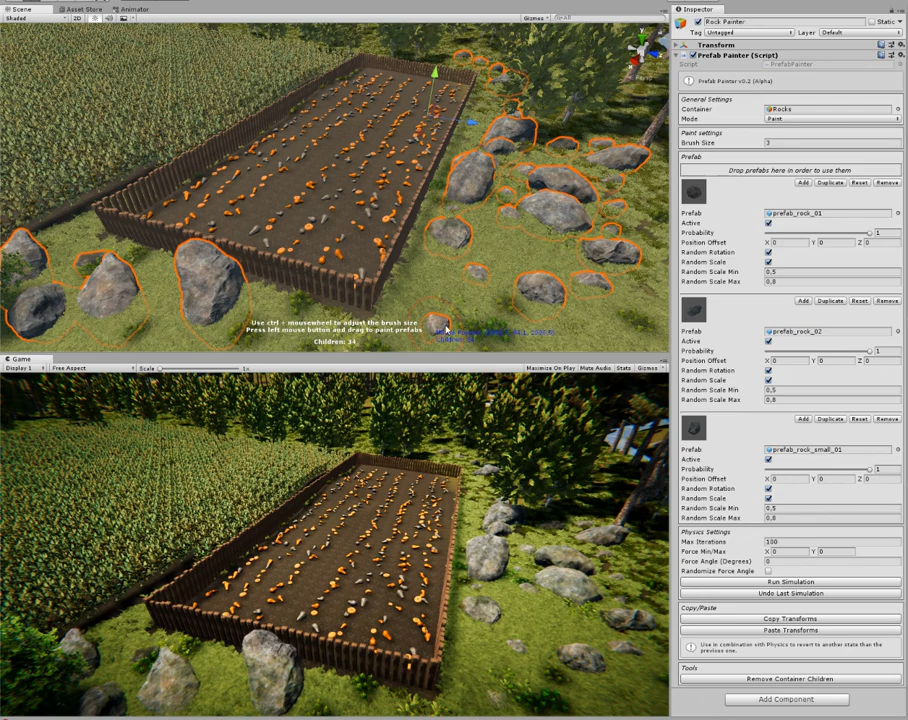 Scene Asset Store Animator
Shaded 2D Gizmos All
Persp
Use ctrl + mousewheel to adjust the brush size
Press left mouse button and drag to paint prefabs
Children: 34
Game
Display 1 Free Aspect Scale 1x Maximize On Play Mute Audio Stats Gizmos
Inspector
Rock Painter Static
Tag Untagged Layer Default
Transform
Prefab Painter (Script)
Script PrefabPainter
Prefab Painter v0.2 (Alpha)
General Settings
Container Rocks
Mode Paint
Paint settings
Brush Size 3
Prefab
Drop prefabs here in order to use them
Add Duplicate Reset Remove
Prefab prefab_rock_01
Active
Probability 1
Position Offset X 0 Y 0 Z 0
Random Rotation
Random Scale
Random Scale Min 0,5
Random Scale Max 0,8
Add Duplicate Reset Remove
Prefab prefab_rock_02
Active
Probability 1
Position Offset X 0 Y 0 Z 0
Random Rotation
Random Scale
Random Scale Min 0,5
Random Scale Max 0,8
Add Duplicate Reset Remove
Prefab prefab_rock_small_01
Active
Probability 1
Position Offset X 0 Y 0 Z 0
Random Rotation
Random Scale
Random Scale Min 0,5
Random Scale Max 0,8
Physics Settings
Max Iterations 100
Force Min/Max X 0 Y 0
Force Angle (Degrees) 0
Randomize Force Angle
Run Simulation
Undo Last Simulation
Copy/Paste
Copy Transforms
Paste Transforms
Use in combination with Physics to revert to another state than the
previous one.
Tools
Remove Container Children
Add Component